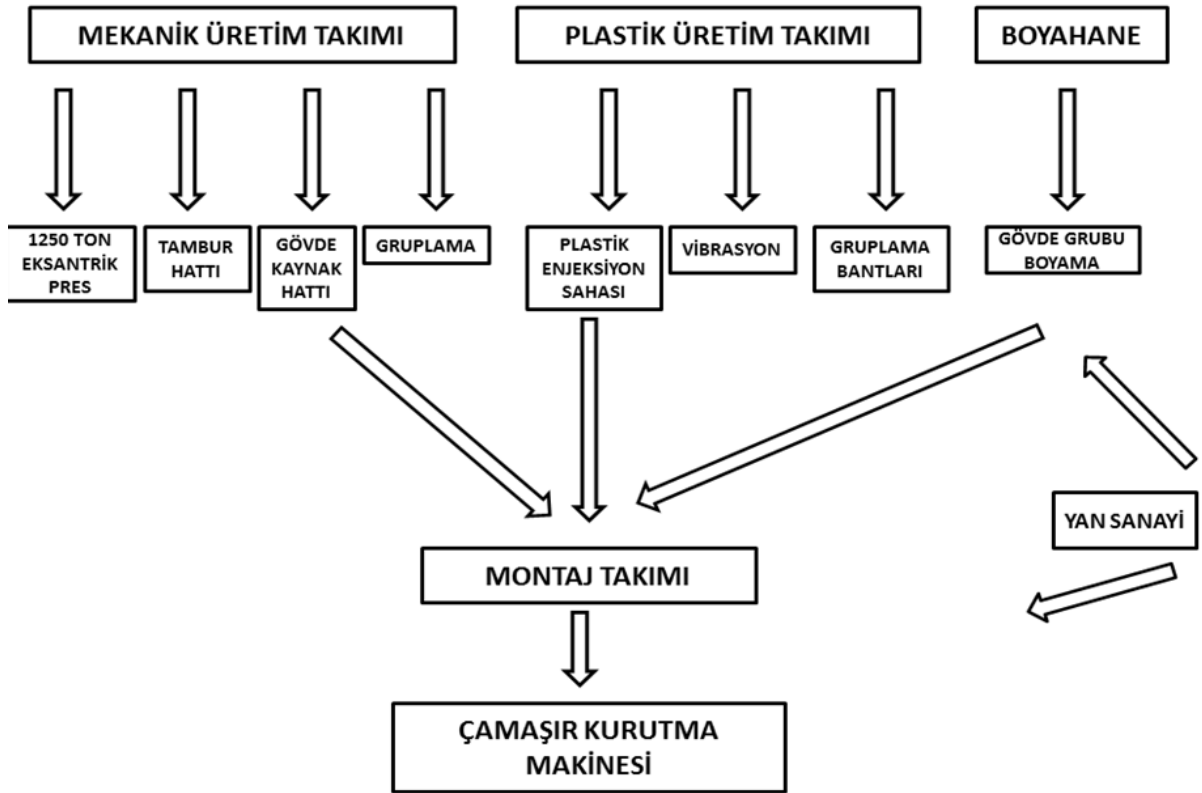 MEKANİK ÜRETİM TAKIMI
PLASTİK ÜRETİM TAKIMI
BOYAHANE
1250 TON
EKSANTRİK
PRES
TAMBUR
HATTI
GÖVDE
KAYNAK
HATTI
GRUPLAMA
PLASTİK
ENJEKSİYON
SAHASI
VİBRASYON
GRUPLAMA
BANTLARI
GÖVDE GRUBU
BOYAMA
YAN SANAYİ
MONTAJ TAKIMI
ÇAMAŞIR KURUTMA
MAKİNESİ